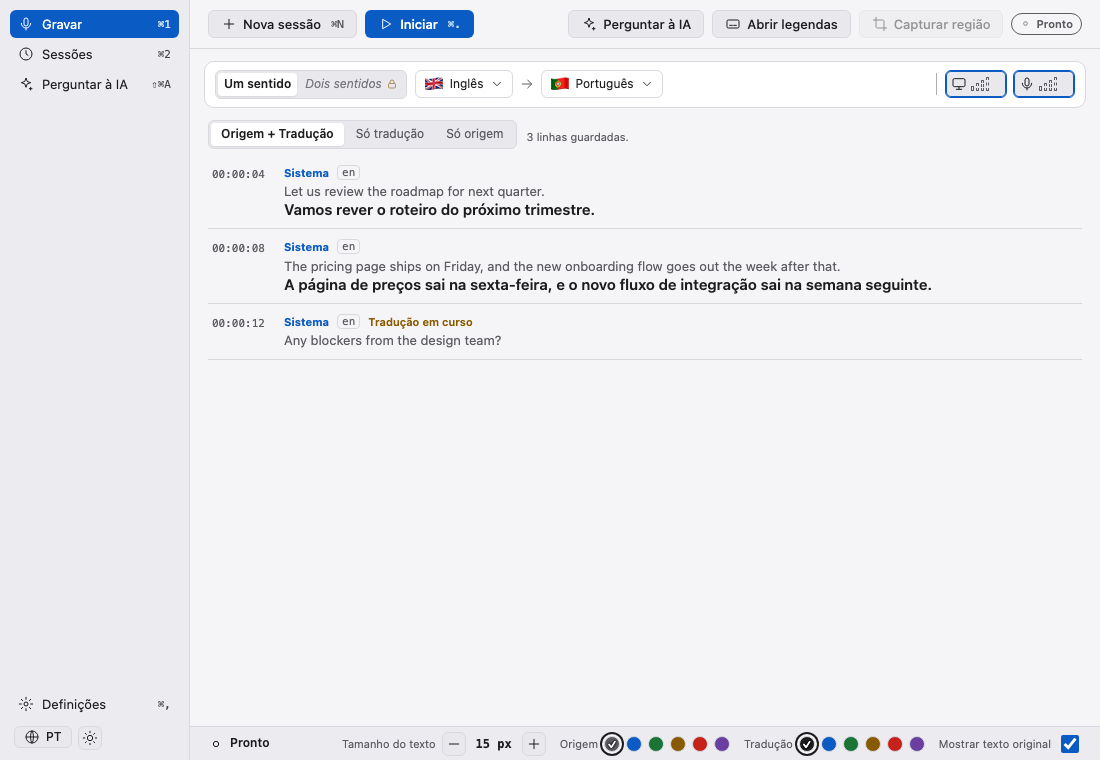 Gravar ⌘1
Sessões ⌘2
Perguntar à IA ⇧⌘A
Nova sessão ⌘N
Iniciar ⌘.
Perguntar à IA
Abrir legendas
Capturar região
Pronto
Um sentido
Dois sentidos
Inglês
Português
Origem + Tradução
Só tradução
Só origem
3 linhas guardadas.
00:00:04 Sistema en
Let us review the roadmap for next quarter.
Vamos rever o roteiro do próximo trimestre.
00:00:08 Sistema en
The pricing page ships on Friday, and the new onboarding flow goes out the week after that.
A página de preços sai na sexta-feira, e o novo fluxo de integração sai na semana seguinte.
00:00:12 Sistema en Tradução em curso
Any blockers from the design team?
Definições ⌘,
PT
Pronto
Tamanho do texto
15 px
Origem
Tradução
Mostrar texto original